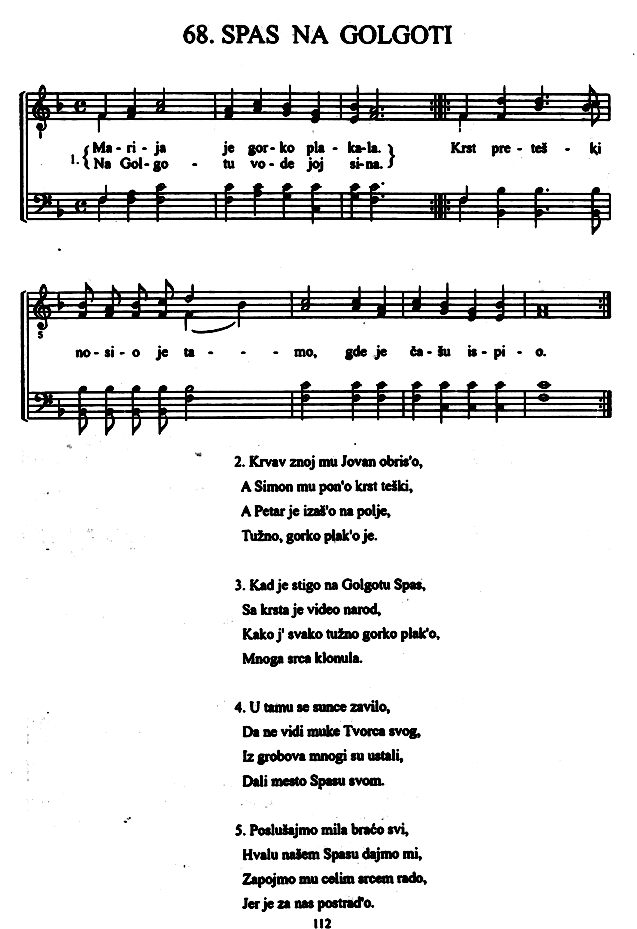 68. SPAS NA GOLGOTI
Ma - ri - ja je gor - ko pla - ka - la. Krst pre - teš - ki
1. Na Gol - go - tu vo - de joj si - na.
5
no - si - o je ta - - - mo, gde je ča - šu is - pi - o.
2. Krvav znoj mu Jovan obris'o,
A Simon mu pon'o krst teški,
A Petar je izaš'o na polje,
Tužno, gorko plak'o je.
3. Kad je stigo na Golgotu Spas,
Sa krsta je video narod,
Kako j' svako tužno gorko plak'o,
Mnoga srca klonula.
4. U tamu se sunce zavilo,
Da ne vidi muke Tvorca svog,
Iz grobova mnogi su ustali,
Dali mesto Spasu svom.
5. Poslušajmo mila braćo svi,
Hvalu našem Spasu dajmo mi,
Zapojmo mu celim srcem rado,
Jer je za nas postrad'o.
112